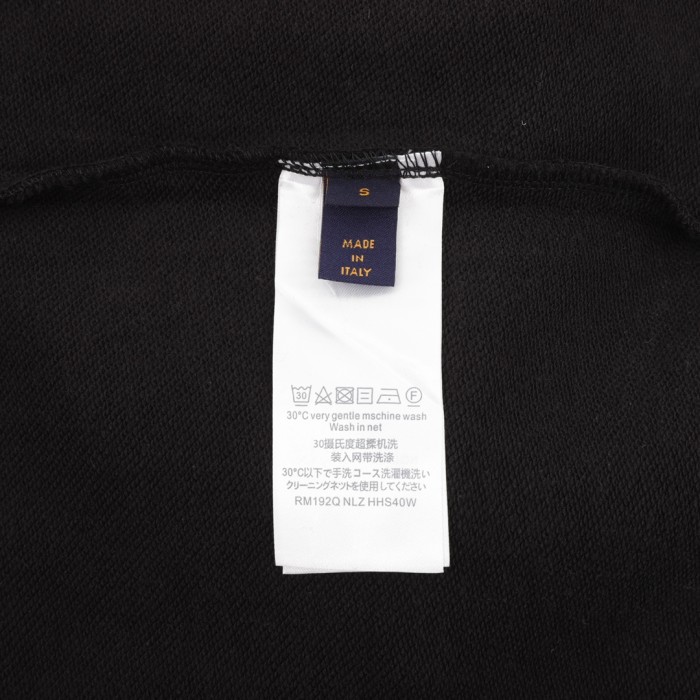 S
MADE
IN
ITALY
30
F
30°C very gentle mschine wash
Wash in net
30摄氏度超揉机洗
装入网带洗涤
30°C以下で手洗コース洗濯機洗い
クリーニングネットを使用してください
RM192Q NLZ HHS40W